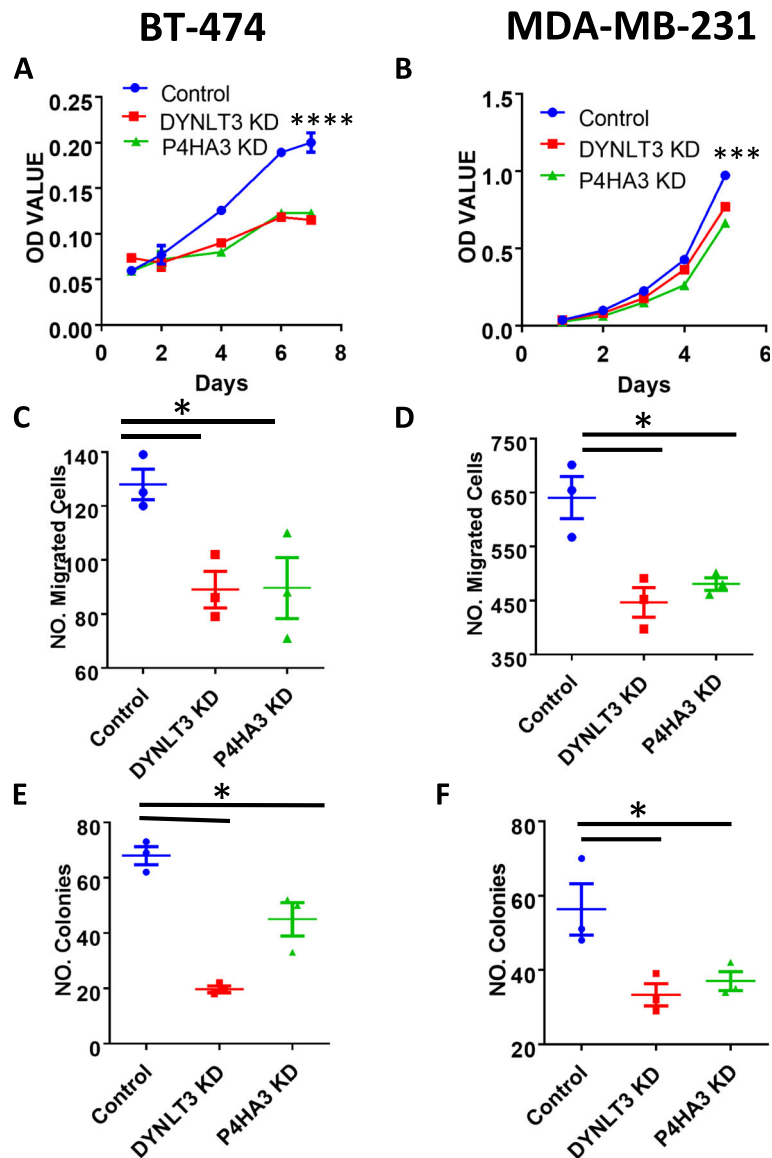 BT-474
MDA-MB-231
A
B
Control
DYNLT3 KD
P4HA3 KD
****
0.25
0.20
0.15
0.10
0.05
0.00
OD VALUE
0
2
4
6
8
Days
Control
DYNLT3 KD
P4HA3 KD
***
1.5
1.0
0.5
0.0
OD VALUE
0
2
4
6
Days
C
*
140
120
100
80
60
NO. Migrated Cells
Control
DYNLT3 KD
P4HA3 KD
D
*
750
650
550
450
350
NO. Migrated Cells
Control
DYNLT3 KD
P4HA3 KD
E
*
80
60
40
20
0
NO. Colonies
Control
DYNLT3 KD
P4HA3 KD
F
*
80
60
40
20
NO. Colonies
Control
DYNLT3 KD
P4HA3 KD